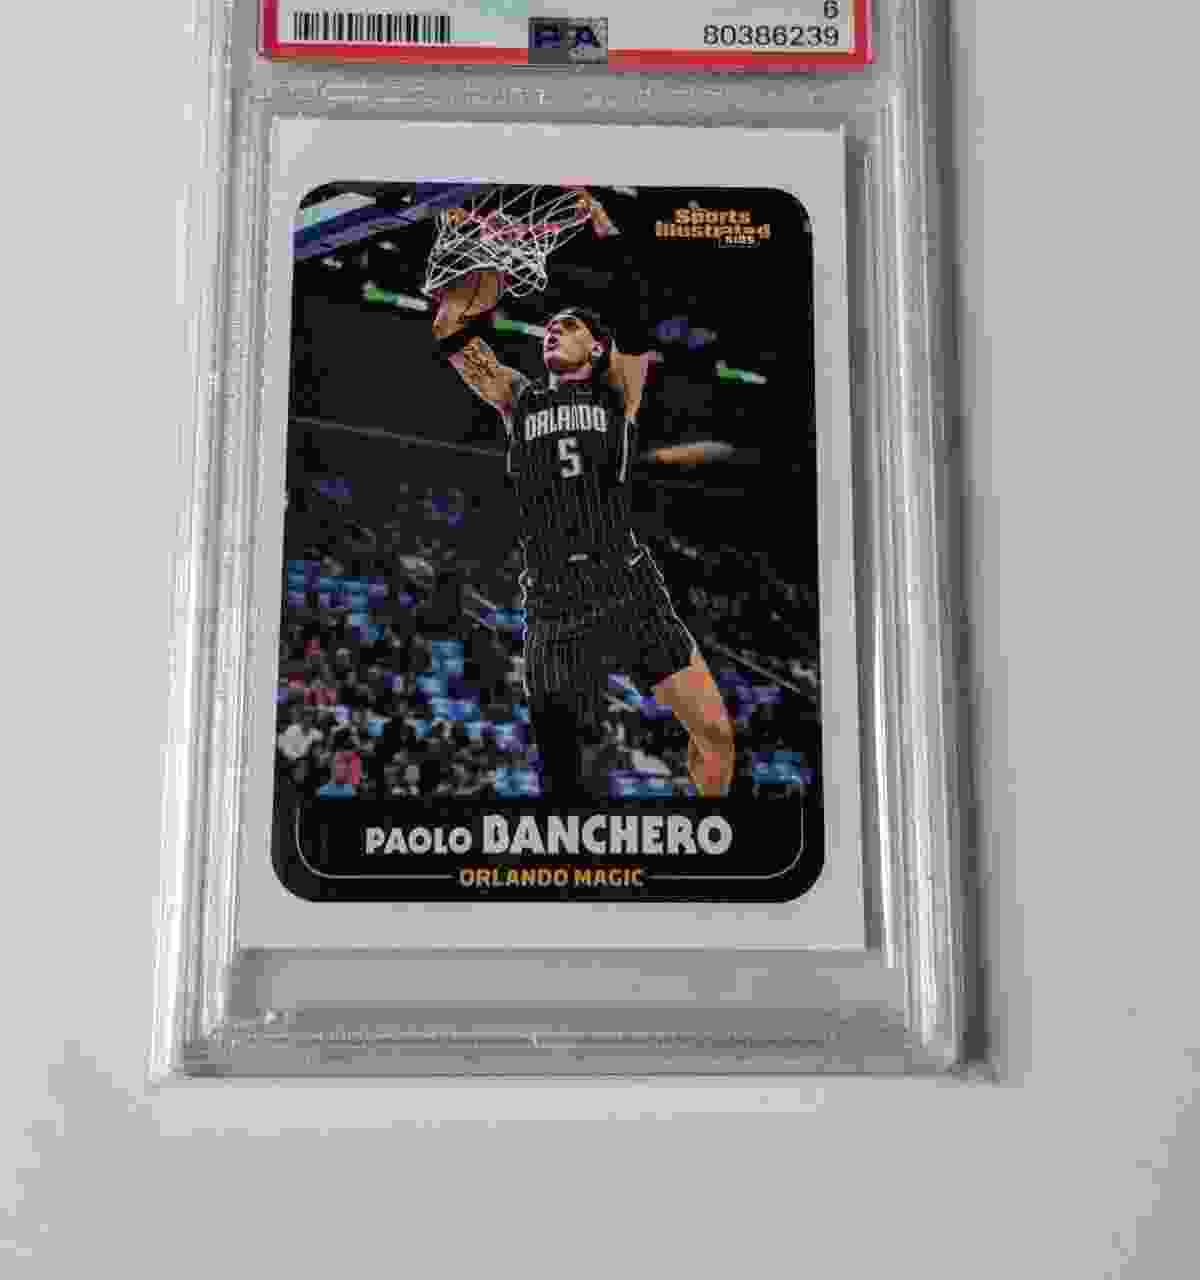 6
PSA 80386239
Sports
Illustrated
KIDS
ORLANDO
5
PAOLO BANCHERO
ORLANDO MAGIC